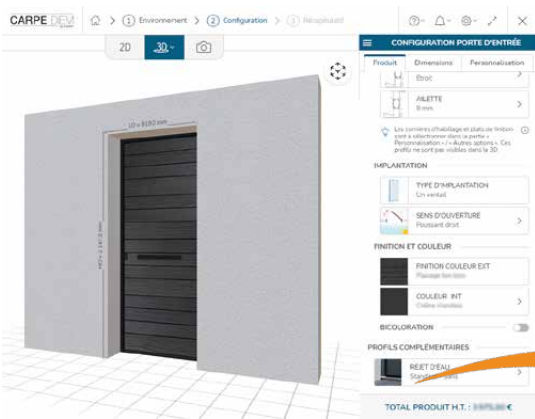 CARPE DIEM
1 Environnement > 2 Configuration > 3 Récapitulatif
2D 3D
CONFIGURATION PORTE D'ENTRÉE
Produit Dimensions Personnalisation
Etroit
AILETTE
Les cornières d'habillage et plats de finition
sont à sélectionner dans la partie «
Personnalisation » / « Autres options ». Ces
profils ne sont pas visibles dans la 3D
IMPLANTATION
TYPE D'IMPLANTATION
Un vantail
SENS D'OUVERTURE
Poussant droit
FINITION ET COULEUR
FINITION COULEUR EXT
COULEUR INT
BICOLORATION
PROFILS COMPLÉMENTAIRES
REJET D'EAU
TOTAL PRODUIT H.T. : €